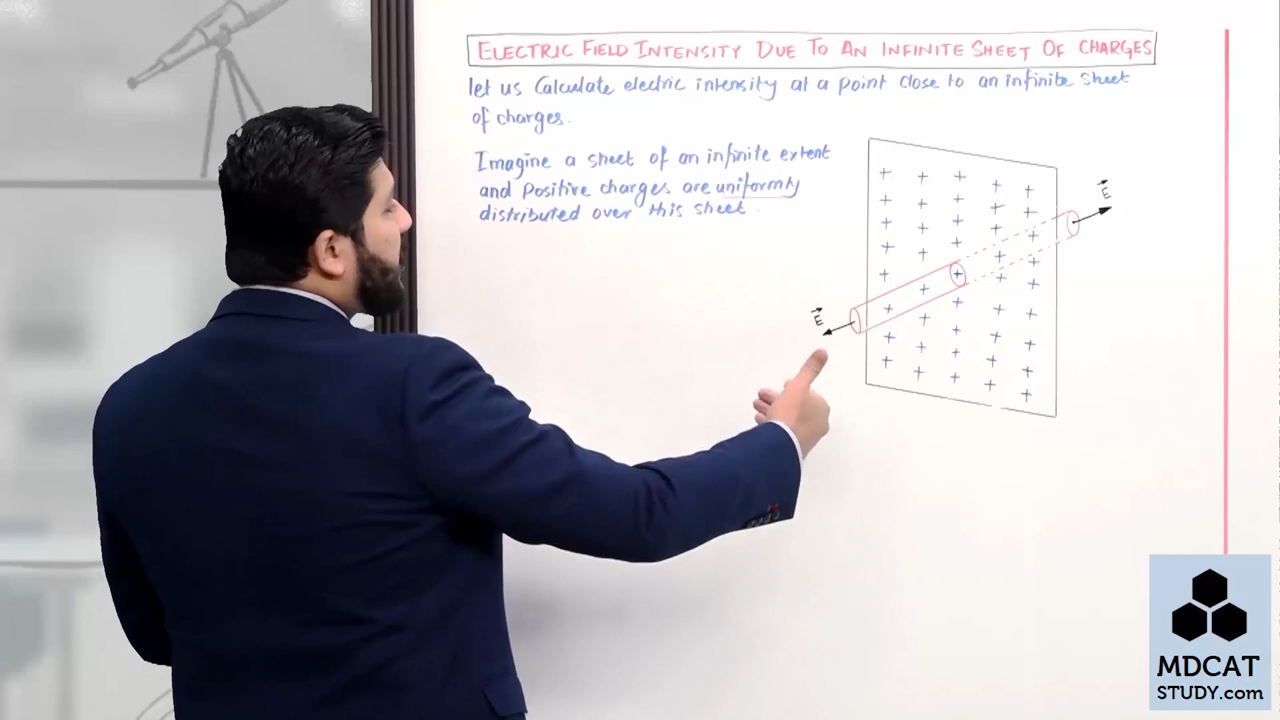 ELECTRIC FIELD INTENSITY DUE TO AN INFINITE SHEET OF CHARGES
let us Calculate electric intensity at a point close to an infinite sheet
of charges.
Imagine a sheet of an infinite extent
and Positive charges are uniformly
distributed over this sheet.
E
E
MDCAT
STUDY.com